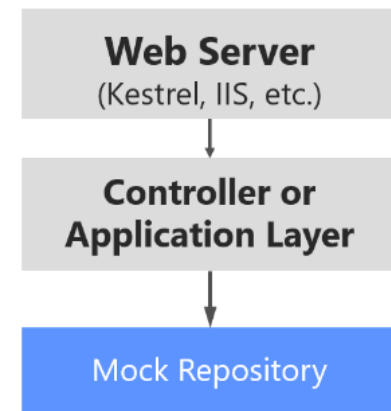 Web Server
(Kestrel, IIS, etc.)
Controller or
Application Layer
Mock Repository